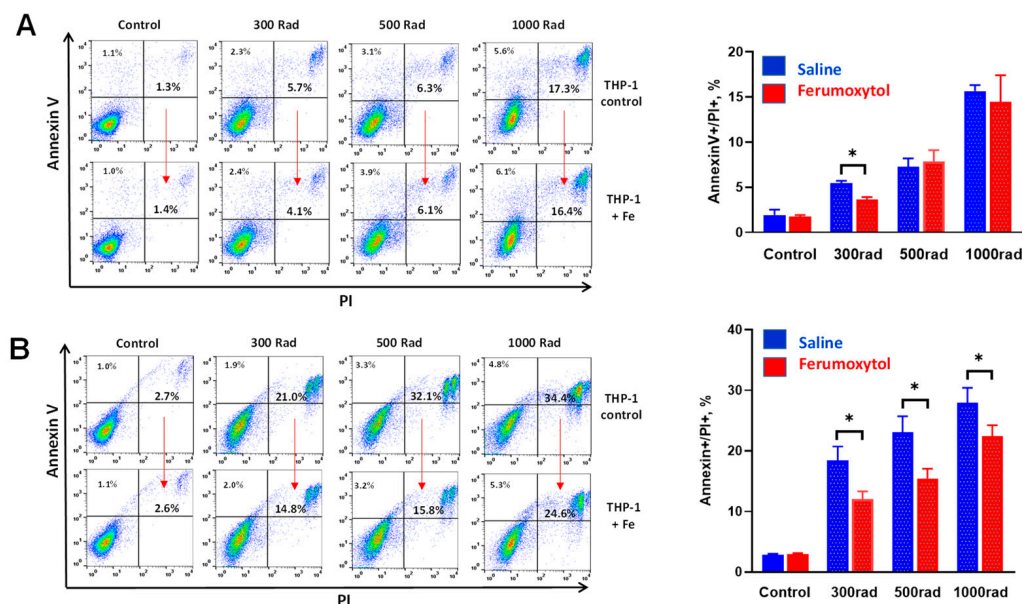 A
Control
300 Rad
500 Rad
1000 Rad
Annexin V
1.1%
1.3%
2.3%
5.7%
3.1%
6.3%
5.6%
17.3%
THP-1
control
1.0%
1.4%
2.4%
4.1%
3.9%
6.1%
6.1%
16.4%
THP-1
+ Fe
PI
AnnexinV+/PI+, %
20
15
10
5
0
Saline
Ferumoxytol
*
Control
300rad
500rad
1000rad
B
Control
300 Rad
500 Rad
1000 Rad
Annexin V
1.0%
2.7%
1.9%
21.0%
3.3%
32.1%
4.8%
34.4%
THP-1
control
1.1%
2.6%
2.0%
14.8%
3.2%
15.8%
5.3%
24.6%
THP-1
+ Fe
PI
Annexin+/PI+, %
40
30
20
10
0
Saline
Ferumoxytol
*
*
*
Control
300rad
500rad
1000rad